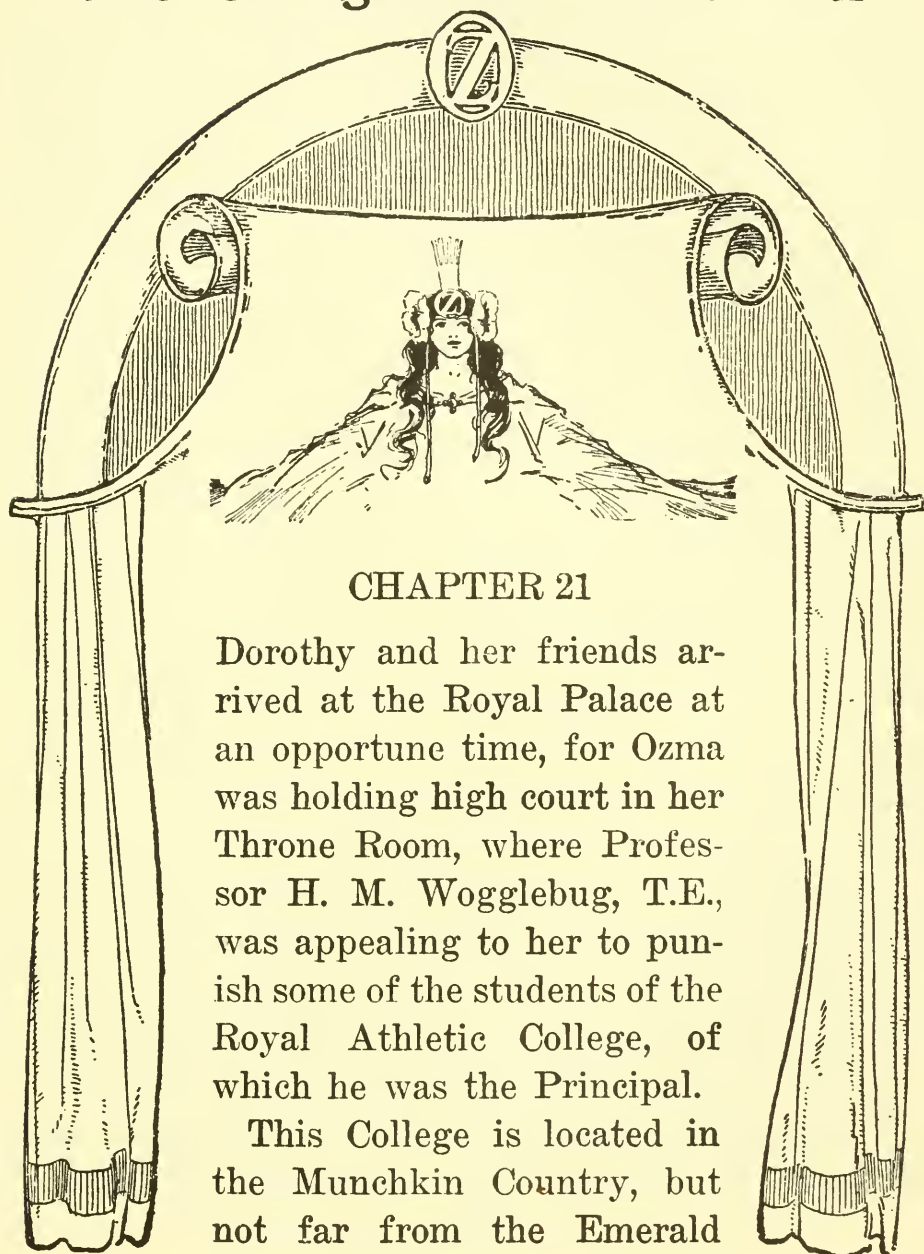 OZ
OZ
CHAPTER 21
Dorothy and her friends ar-
rived at the Royal Palace at
an opportune time, for Ozma
was holding high court in her
Throne Room, where Profes-
sor H. M. Wogglebug, T.E.,
was appealing to her to pun-
ish some of the students of the
Royal Athletic College, of
which he was the Principal.
This College is located in
the Munchkin Country, but
not far from the Emerald